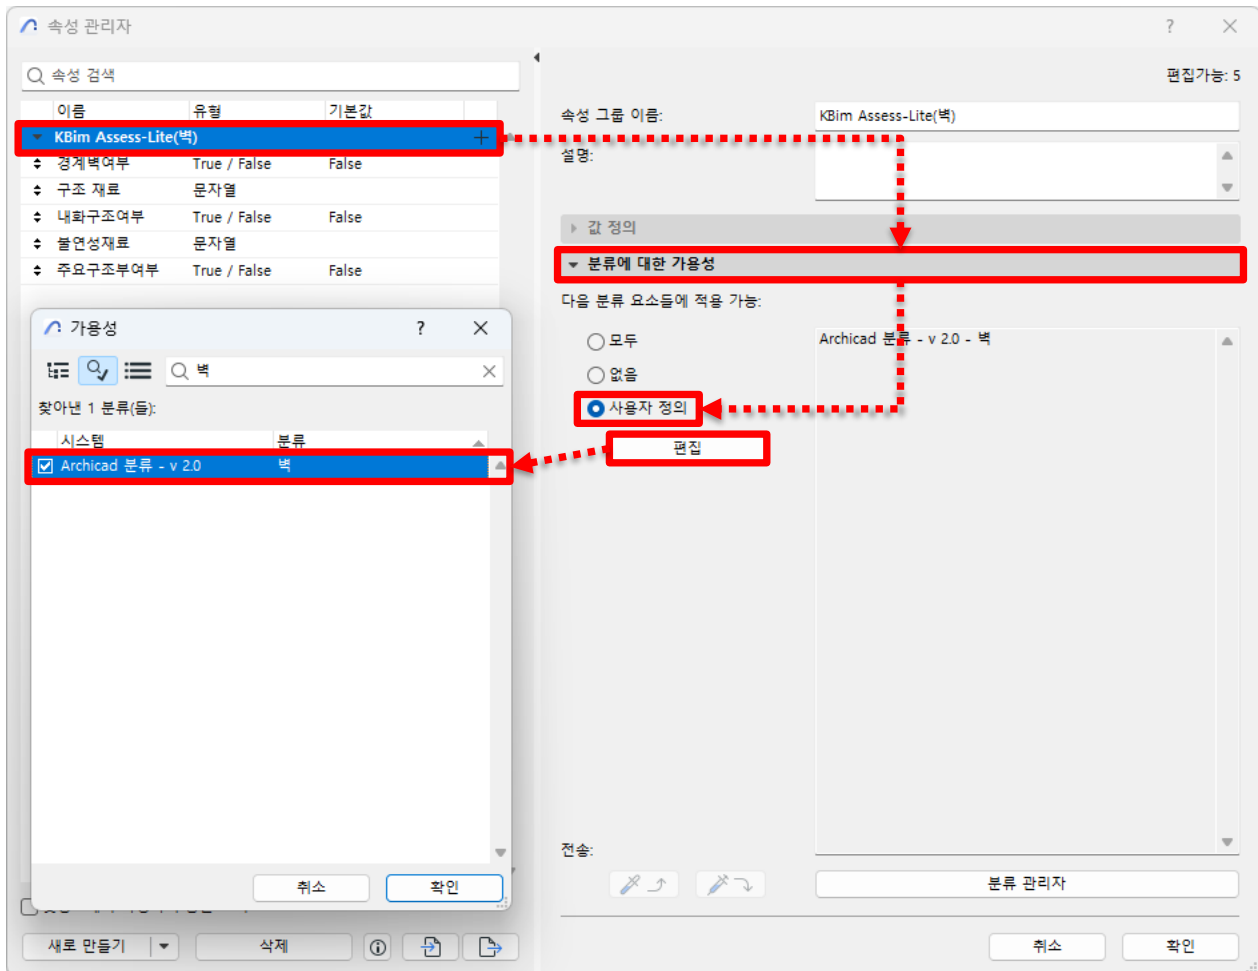 속성 관리자
?
속성 검색
편집가능: 5
이름 유형 기본값
KBim Assess-Lite(벽)
경계벽여부 True / False False
구조 재료 문자열
내화구조여부 True / False False
불연성재료 문자열
주요구조부여부 True / False False
속성 그룹 이름:
KBim Assess-Lite(벽)
설명:
값 정의
분류에 대한 가용성
다음 분류 요소들에 적용 가능:
모두
없음
사용자 정의
편집
Archicad 분류 - v 2.0 - 벽
가용성
?
벽
찾아낸 1 분류(들):
시스템 분류
Archicad 분류 - v 2.0 벽
취소 확인
전송:
분류 관리자
새로 만들기 삭제
취소 확인